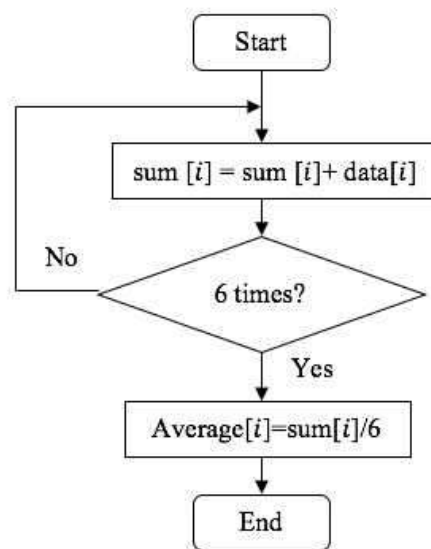 Start
sum [i] = sum [i]+ data[i]
No
6 times?
Yes
Average[i]=sum[i]/6
End